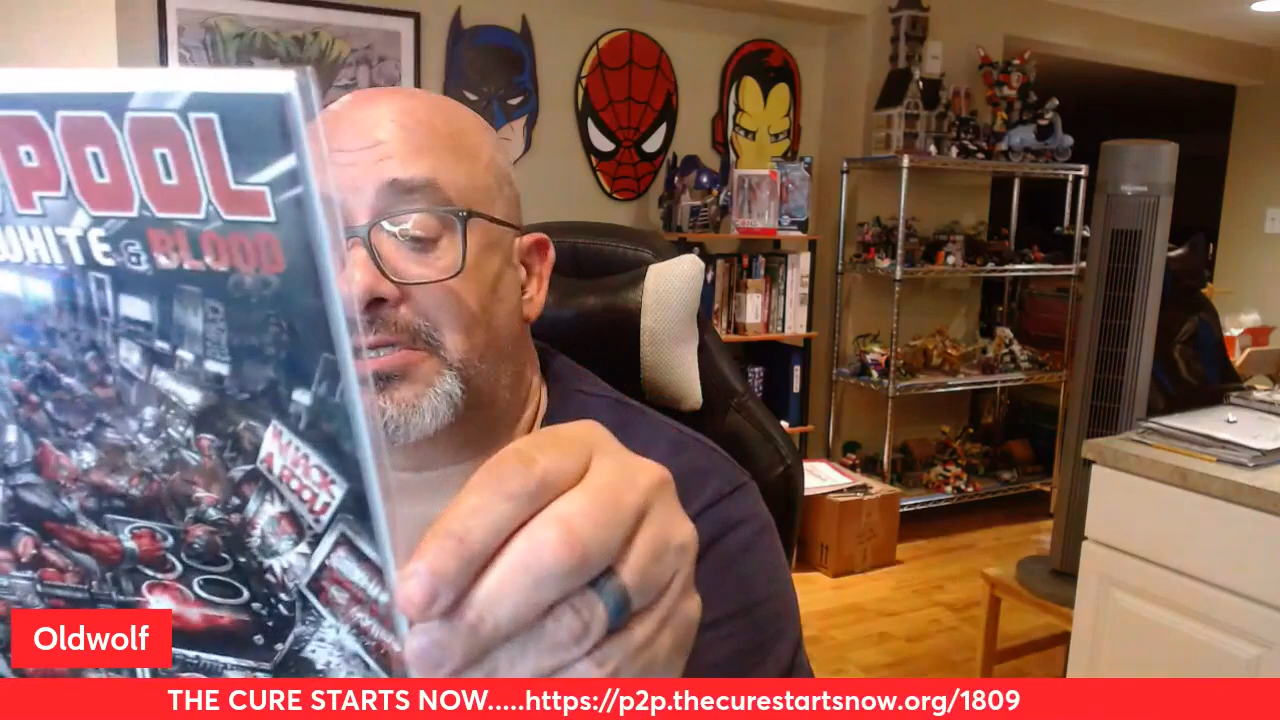 POOL
WHITE & BLOOD
WHACK
A POOL
Oldwolf
THE CURE STARTS NOW.....https://p2p.thecurestartsnow.org/1809